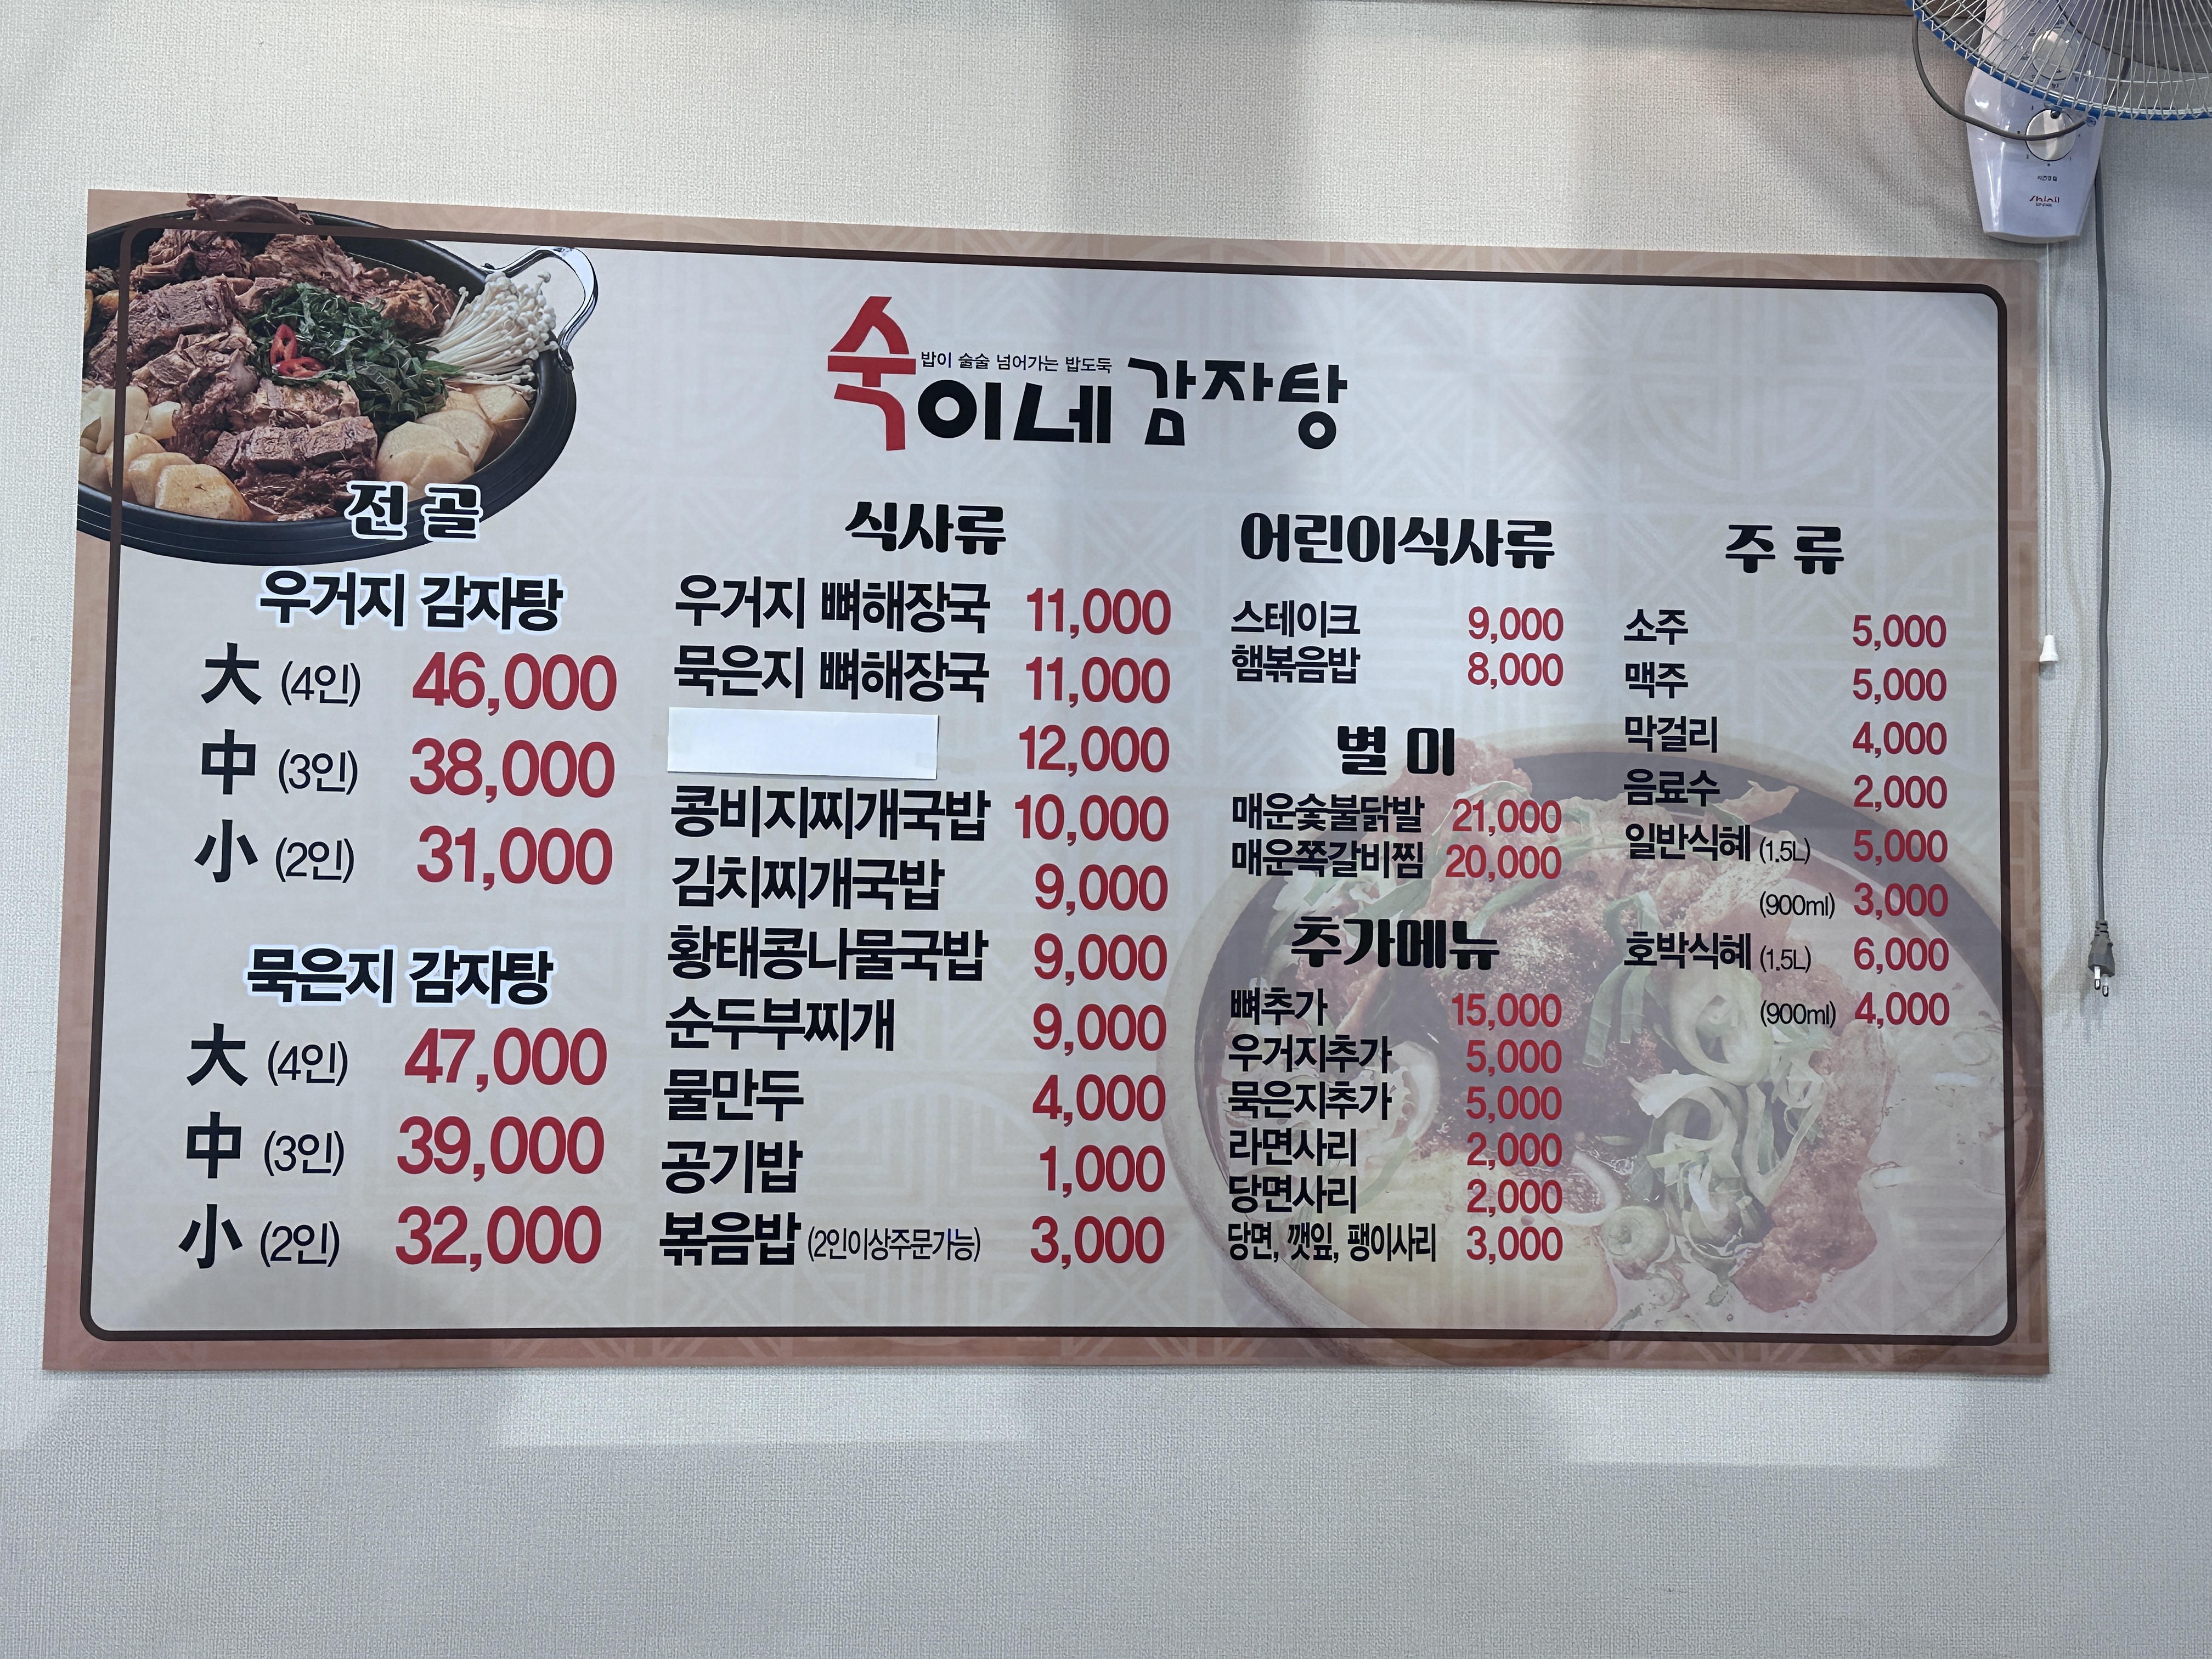 밥이 술술 넘어가는 밥도둑
숙이네 감자탕
전골
우거지 감자탕
大 (4인) 46,000
中 (3인) 38,000
小 (2인) 31,000
묵은지 감자탕
大 (4인) 47,000
中 (3인) 39,000
小 (2인) 32,000
식사류
우거지 뼈해장국 11,000
묵은지 뼈해장국 11,000
12,000
콩비지찌개국밥 10,000
김치찌개국밥 9,000
황태콩나물국밥 9,000
순두부찌개 9,000
물만두 4,000
공기밥 1,000
볶음밥 (2인이상주문가능) 3,000
어린이식사류
스테이크 9,000
햄볶음밥 8,000
별미
매운숯불닭발 21,000
매운쪽갈비찜 20,000
추가메뉴
뼈추가 15,000
우거지추가 5,000
묵은지추가 5,000
라면사리 2,000
당면사리 2,000
당면, 깻잎, 팽이사리 3,000
주류
소주 5,000
맥주 5,000
막걸리 4,000
음료수 2,000
일반식혜 (1.5L) 5,000
(900ml) 3,000
호박식혜 (1.5L) 6,000
(900ml) 4,000
shinil